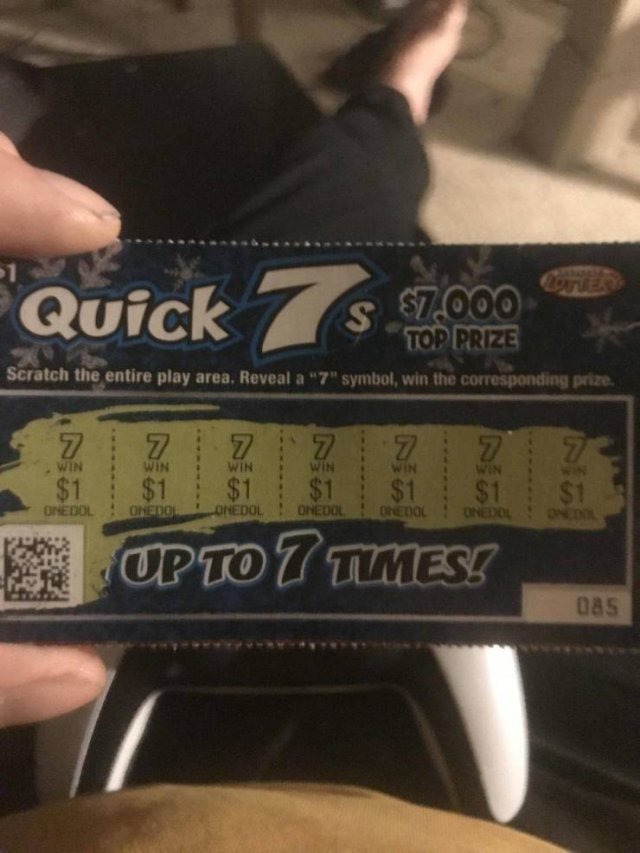 $1
Quick 7s
$7,000
TOP PRIZE
LOTTERY
Scratch the entire play area. Reveal a "7" symbol, win the corresponding prize.
7 7 7 7 7 7 7
WIN WIN WIN WIN WIN WIN WIN
$1 $1 $1 $1 $1 $1 $1
ONEDOL ONEDOL ONEDOL ONEDOL ONEDOL ONEDOL ONEDOL
UP TO 7 TIMES!
085